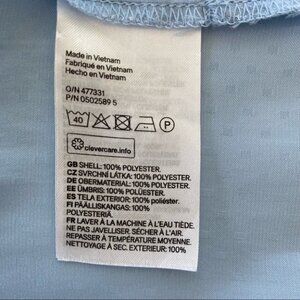 Made in Vietnam
Fabriqué en Vietnam
Hecho en Vietnam
O/N 477331
P/N 0502589 5
40
P
clevercare.info
GB SHELL: 100% POLYESTER.
CZ SVRCHNÍ LÁTKA: 100% POLYESTER.
DE OBERMATERIAL: 100% POLYESTER.
EE ÜMBRIS: 100% POLÜESTER.
ES TELA EXTERIOR: 100% poliéster.
FI PÄÄLLISKANGAS: 100%
POLYESTERIÄ.
FR LAVER À LA MACHINE À L'EAU TIÈDE.
NE PAS JAVELLISER. SÉCHER À L'AIR.
REPASSER À TEMPÉRATURE MOYENNE.
NETTOYAGE À SEC. EXTERIEUR: 100%